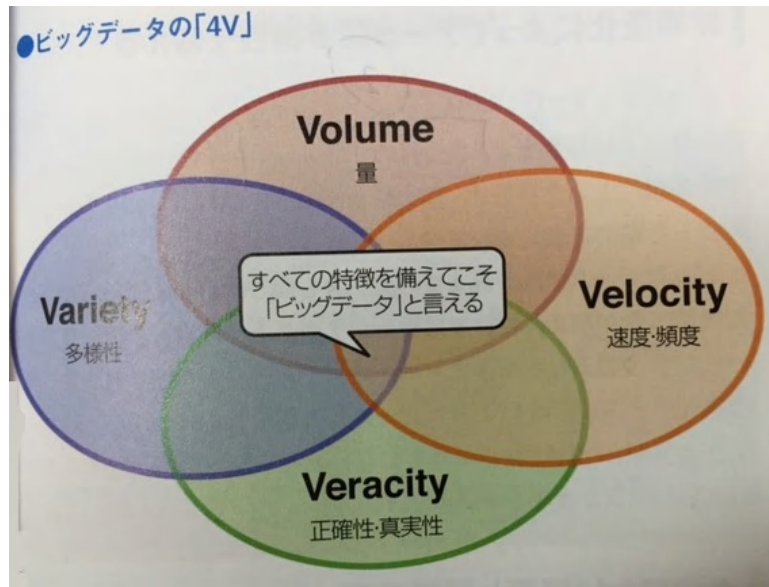 ●ビッグデータの「4V」
Volume
量
すべての特徴を備えてこそ
「ビッグデータ」と言える
Variety
多様性
Velocity
速度·頻度
Veracity
正確性·真実性